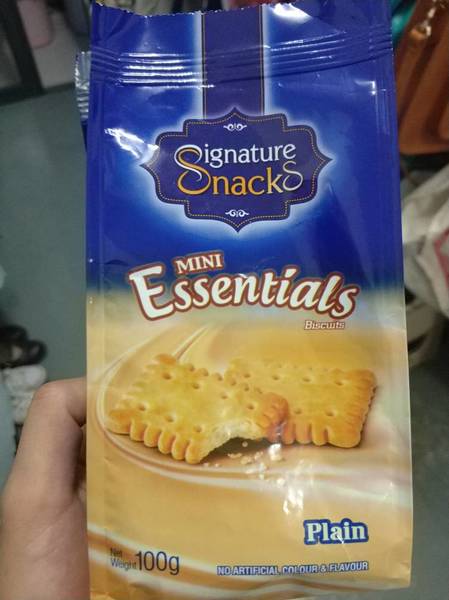 Signature
Snacks
MINI
Essentials
Biscuits
Plain
Net
Weight 100g
NO ARTIFICIAL COLOUR & FLAVOUR